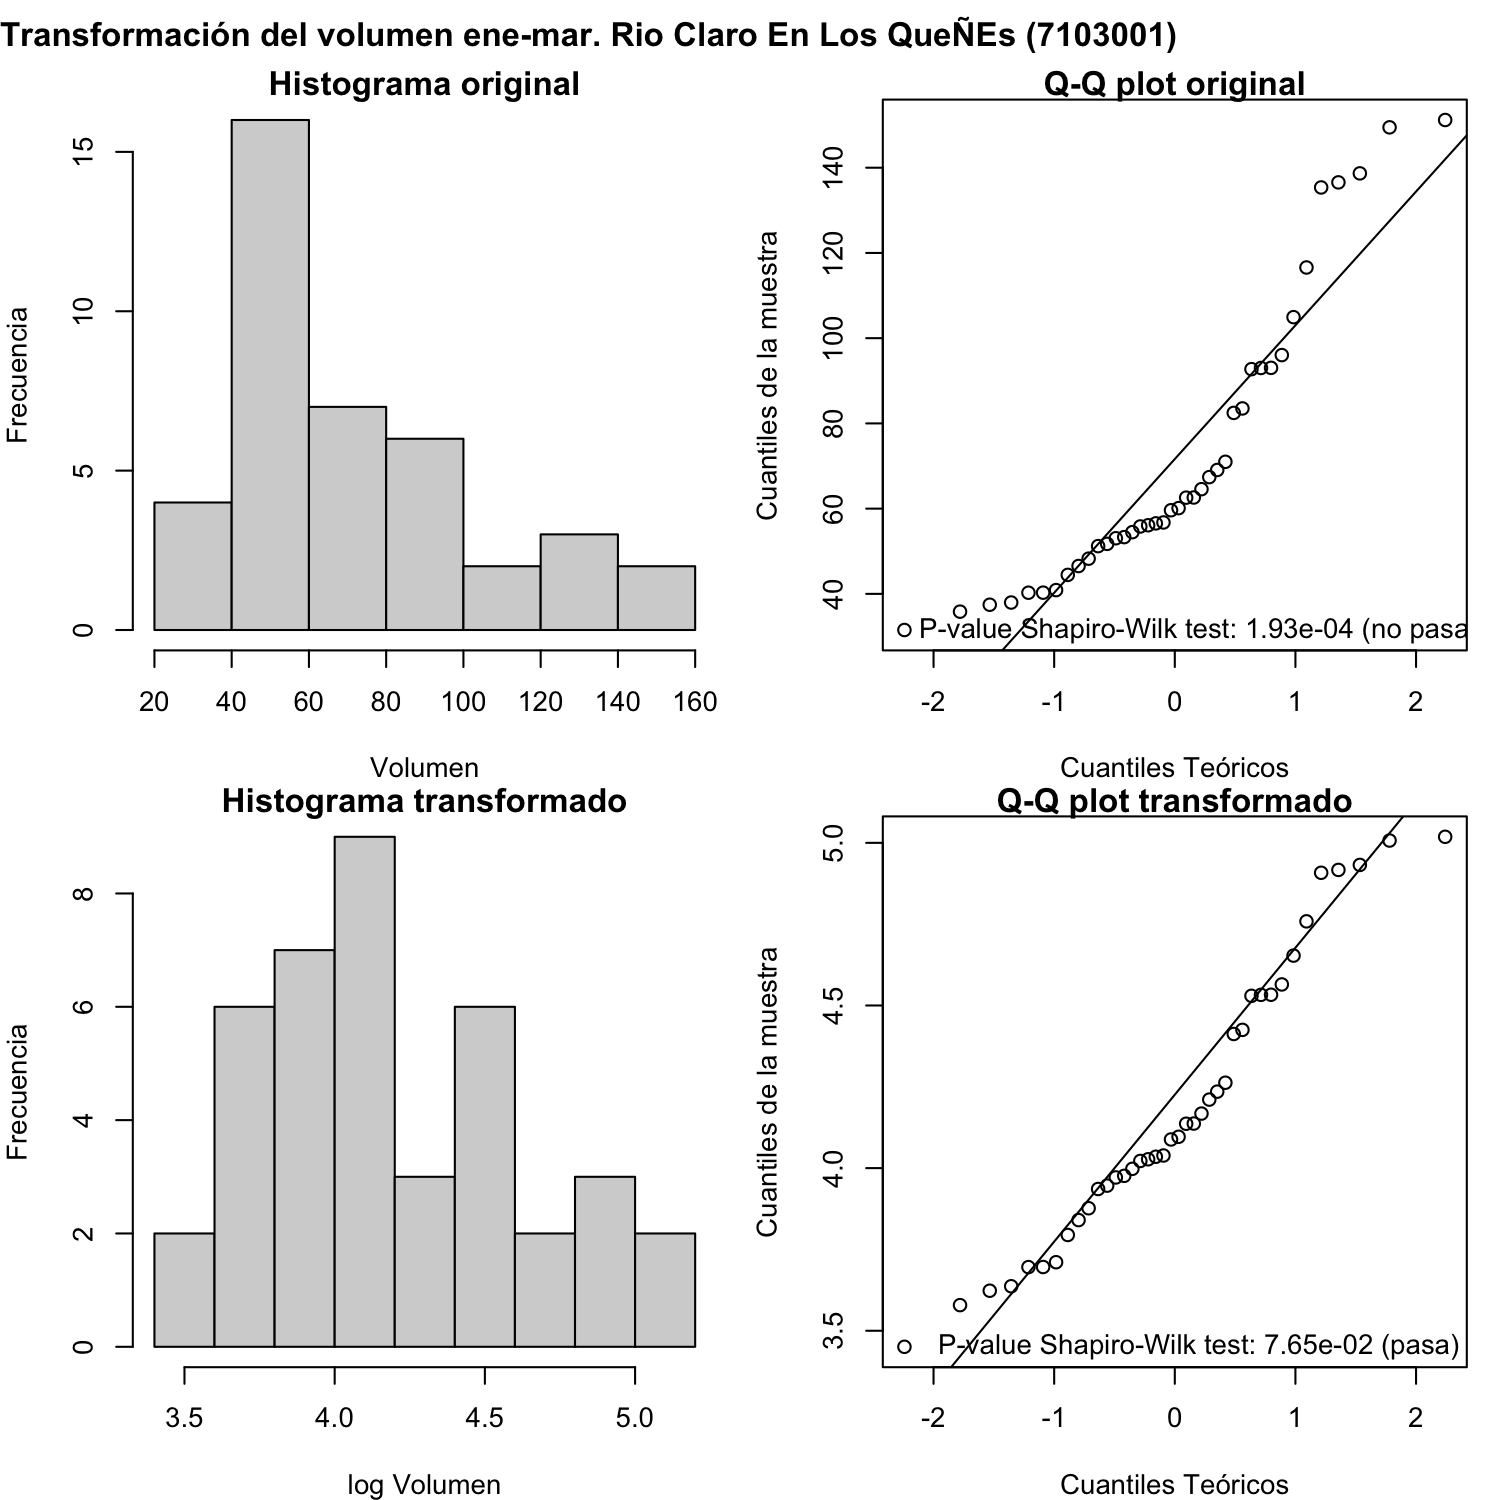 Transformación del volumen ene-mar. Rio Claro En Los QueÑEs (7103001)
Histograma original
Frecuencia
15
10
5
0
20 40 60 80 100 120 140 160
Volumen
Q-Q plot original
Cuantiles de la muestra
140
120
100
80
60
40
P-value Shapiro-Wilk test: 1.93e-04 (no pasa
-2 -1 0 1 2
Cuantiles Teóricos
Histograma transformado
Frecuencia
8
6
4
2
0
3.5 4.0 4.5 5.0
log Volumen
Q-Q plot transformado
Cuantiles de la muestra
5.0
4.5
4.0
3.5
P-value Shapiro-Wilk test: 7.65e-02 (pasa)
-2 -1 0 1 2
Cuantiles Teóricos